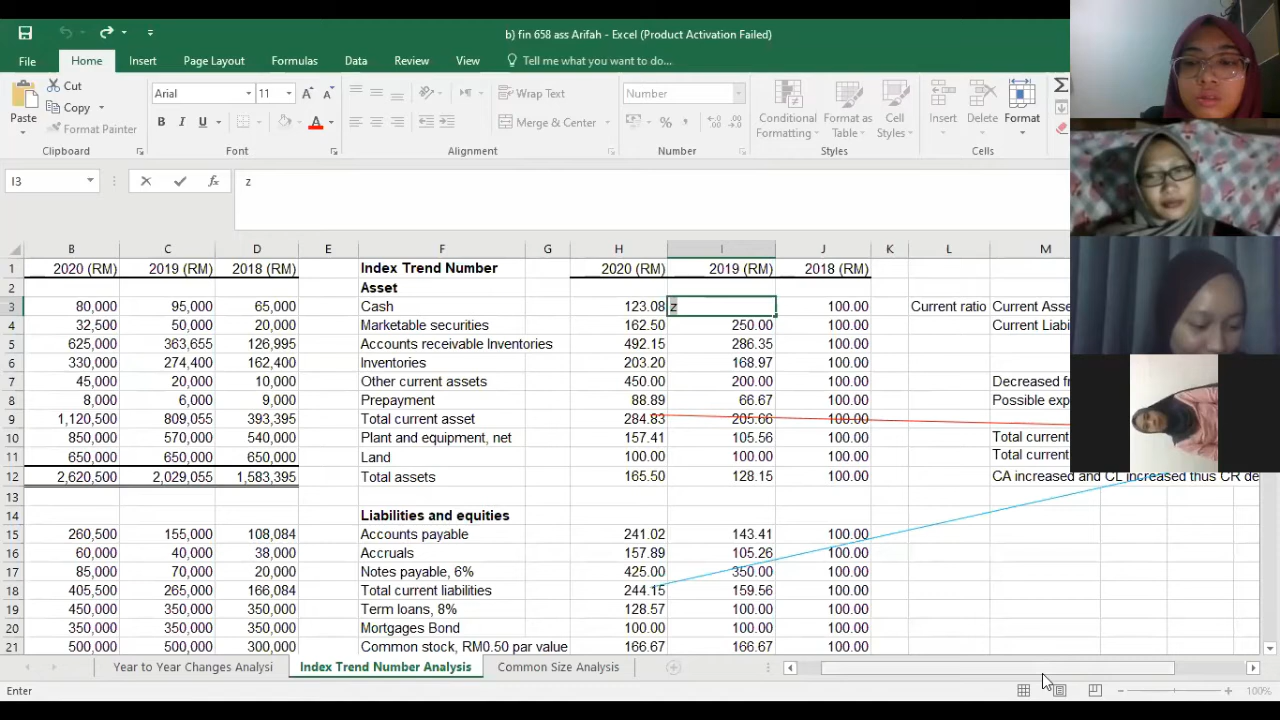 b) fin 658 ass Arifah - Excel (Product Activation Failed)
File Home Insert Page Layout Formulas Data Review View Tell me what you want to do...
Cut
Copy
Format Painter
Paste
Arial 11
Wrap Text
Merge & Center
Number
Conditional Formatting
Format as Table
Cell Styles
Insert Delete Format
Clipboard Font Alignment Number Styles Cells
I3 fx z
B C D E F G H I J K L M
1 2020 (RM) 2019 (RM) 2018 (RM) Index Trend Number 2020 (RM) 2019 (RM) 2018 (RM)
2 Asset
3 80,000 95,000 65,000 Cash 123.08 z 100.00 Current ratio Current Asse
4 32,500 50,000 20,000 Marketable securities 162.50 250.00 100.00 Current Liabi
5 625,000 363,655 126,995 Accounts receivable Inventories 492.15 286.35 100.00
6 330,000 274,400 162,400 Inventories 203.20 168.97 100.00
7 45,000 20,000 10,000 Other current assets 450.00 200.00 100.00 Decreased fr
8 8,000 6,000 9,000 Prepayment 88.89 66.67 100.00 Possible exp
9 1,120,500 809,055 393,395 Total current asset 284.83 205.66 100.00
10 850,000 570,000 540,000 Plant and equipment, net 157.41 105.56 100.00 Total current
11 650,000 650,000 650,000 Land 100.00 100.00 100.00 Total current
12 2,620,500 2,029,055 1,583,395 Total assets 165.50 128.15 100.00 CA increased and CL increased thus CR de
13
14 Liabilities and equities
15 260,500 155,000 108,084 Accounts payable 241.02 143.41 100.00
16 60,000 40,000 38,000 Accruals 157.89 105.26 100.00
17 85,000 70,000 20,000 Notes payable, 6% 425.00 350.00 100.00
18 405,500 265,000 166,084 Total current liabilities 244.15 159.56 100.00
19 450,000 350,000 350,000 Term loans, 8% 128.57 100.00 100.00
20 350,000 350,000 350,000 Mortgages Bond 100.00 100.00 100.00
21 500,000 500,000 300,000 Common stock, RM0.50 par value 166.67 166.67 100.00
Year to Year Changes Analysi Index Trend Number Analysis Common Size Analysis
Enter 100%